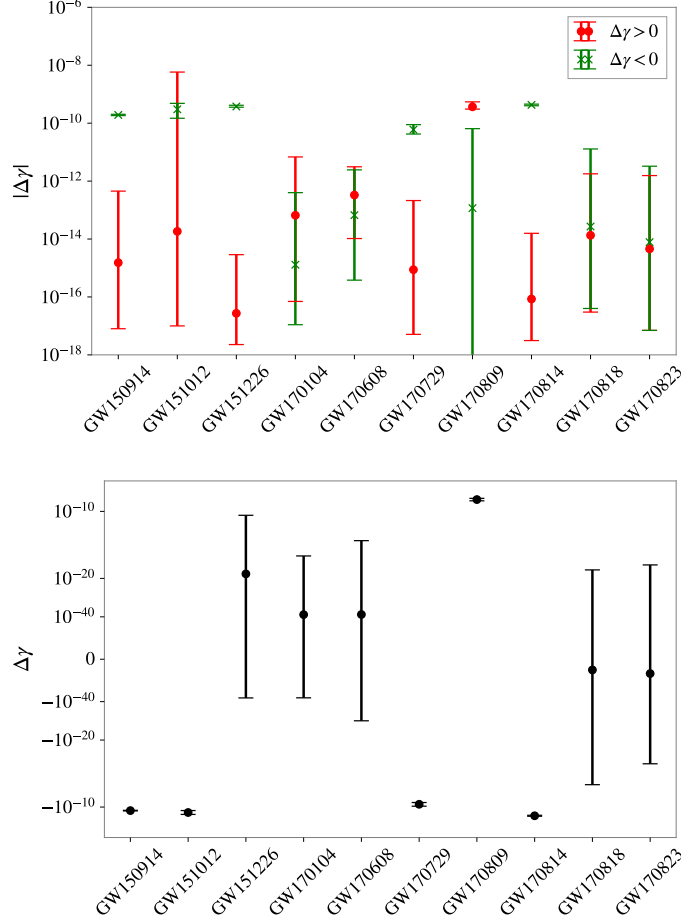 10⁻⁶
10⁻⁸
10⁻¹⁰
10⁻¹²
10⁻¹⁴
10⁻¹⁶
10⁻¹⁸
|Δγ|
Δγ > 0
Δγ < 0
GW150914
GW151012
GW151226
GW170104
GW170608
GW170729
GW170809
GW170814
GW170818
GW170823
10⁻¹⁰
10⁻²⁰
10⁻⁴⁰
0
−10⁻⁴⁰
−10⁻²⁰
−10⁻¹⁰
Δγ
GW150914
GW151012
GW151226
GW170104
GW170608
GW170729
GW170809
GW170814
GW170818
GW170823